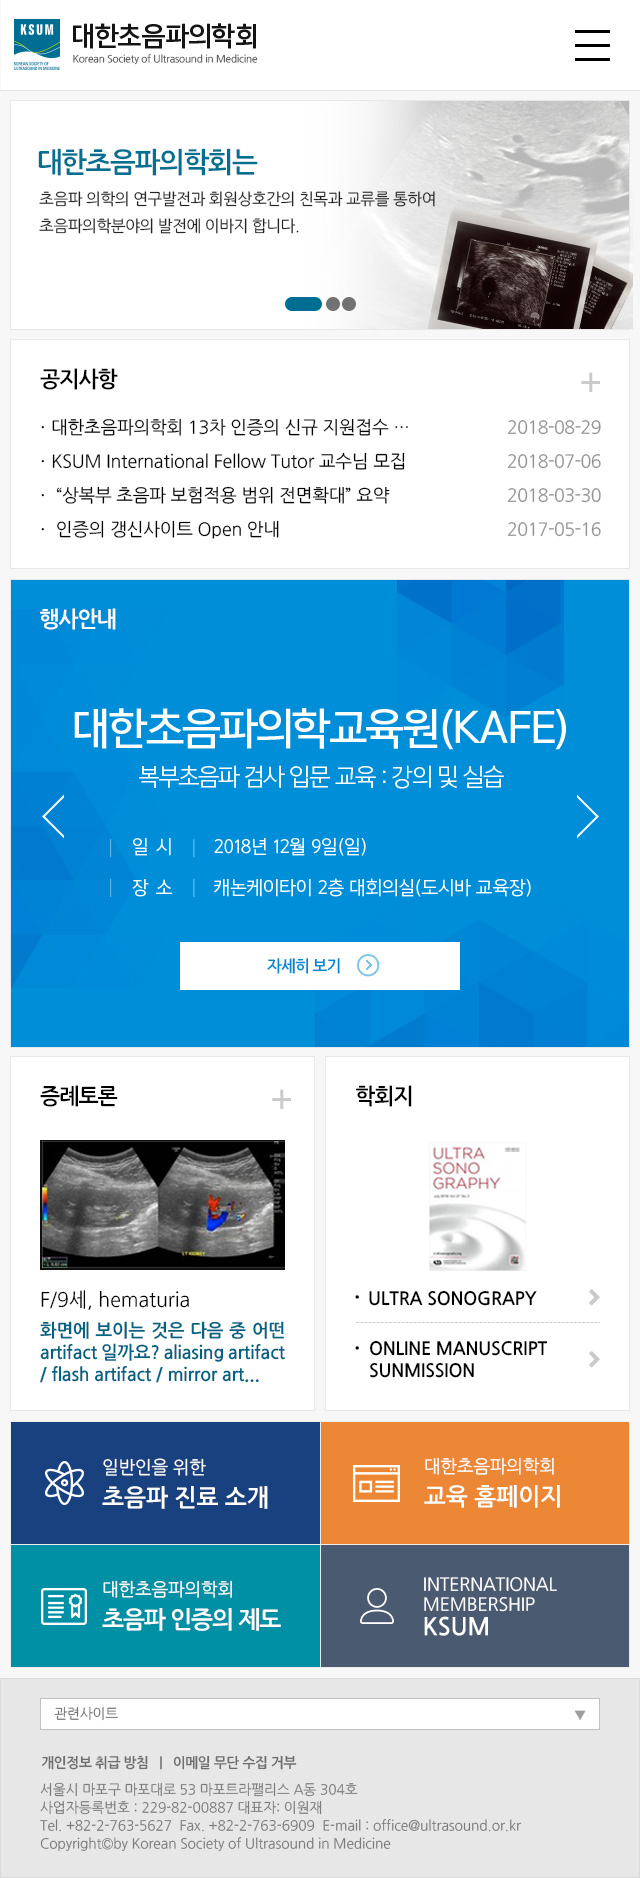 KSUM
KOREAN SOCIETY OF
ULTRASOUND IN MEDICINE
대한초음파의학회
Korean Society of Ultrasound in Medicine
대한초음파의학회는
초음파 의학의 연구발전과 회원상호간의 친목과 교류를 통하여
초음파의학분야의 발전에 이바지 합니다.
공지사항
· 대한초음파의학회 13차 인증의 신규 지원접수 … 2018-08-29
· KSUM International Fellow Tutor 교수님 모집 2018-07-06
· “상복부 초음파 보험적용 범위 전면확대” 요약 2018-03-30
· 인증의 갱신사이트 Open 안내 2017-05-16
행사안내
대한초음파의학교육원(KAFE)
복부초음파 검사 입문 교육 : 강의 및 실습
일 시 2018년 12월 9일(일)
장 소 캐논케이타이 2층 대회의실(도시바 교육장)
자세히 보기
증례토론
LT KIDNEY
F/9세, hematuria
화면에 보이는 것은 다음 중 어떤
artifact 일까요? aliasing artifact
/ flash artifact / mirror art...
학회지
ULTRA
SONO
GRAPHY
· ULTRA SONOGRAPY
· ONLINE MANUSCRIPT
SUNMISSION
일반인을 위한
초음파 진료 소개
대한초음파의학회
교육 홈페이지
대한초음파의학회
초음파 인증의 제도
INTERNATIONAL
MEMBERSHIP
KSUM
관련사이트 ▼
개인정보 취급 방침 | 이메일 무단 수집 거부
서울시 마포구 마포대로 53 마포트라팰리스 A동 304호
사업자등록번호 : 229-82-00887 대표자: 이원재
Tel. +82-2-763-5627 Fax. +82-2-763-6909 E-mail : office@ultrasound.or.kr
Copyright©by Korean Society of Ultrasound in Medicine